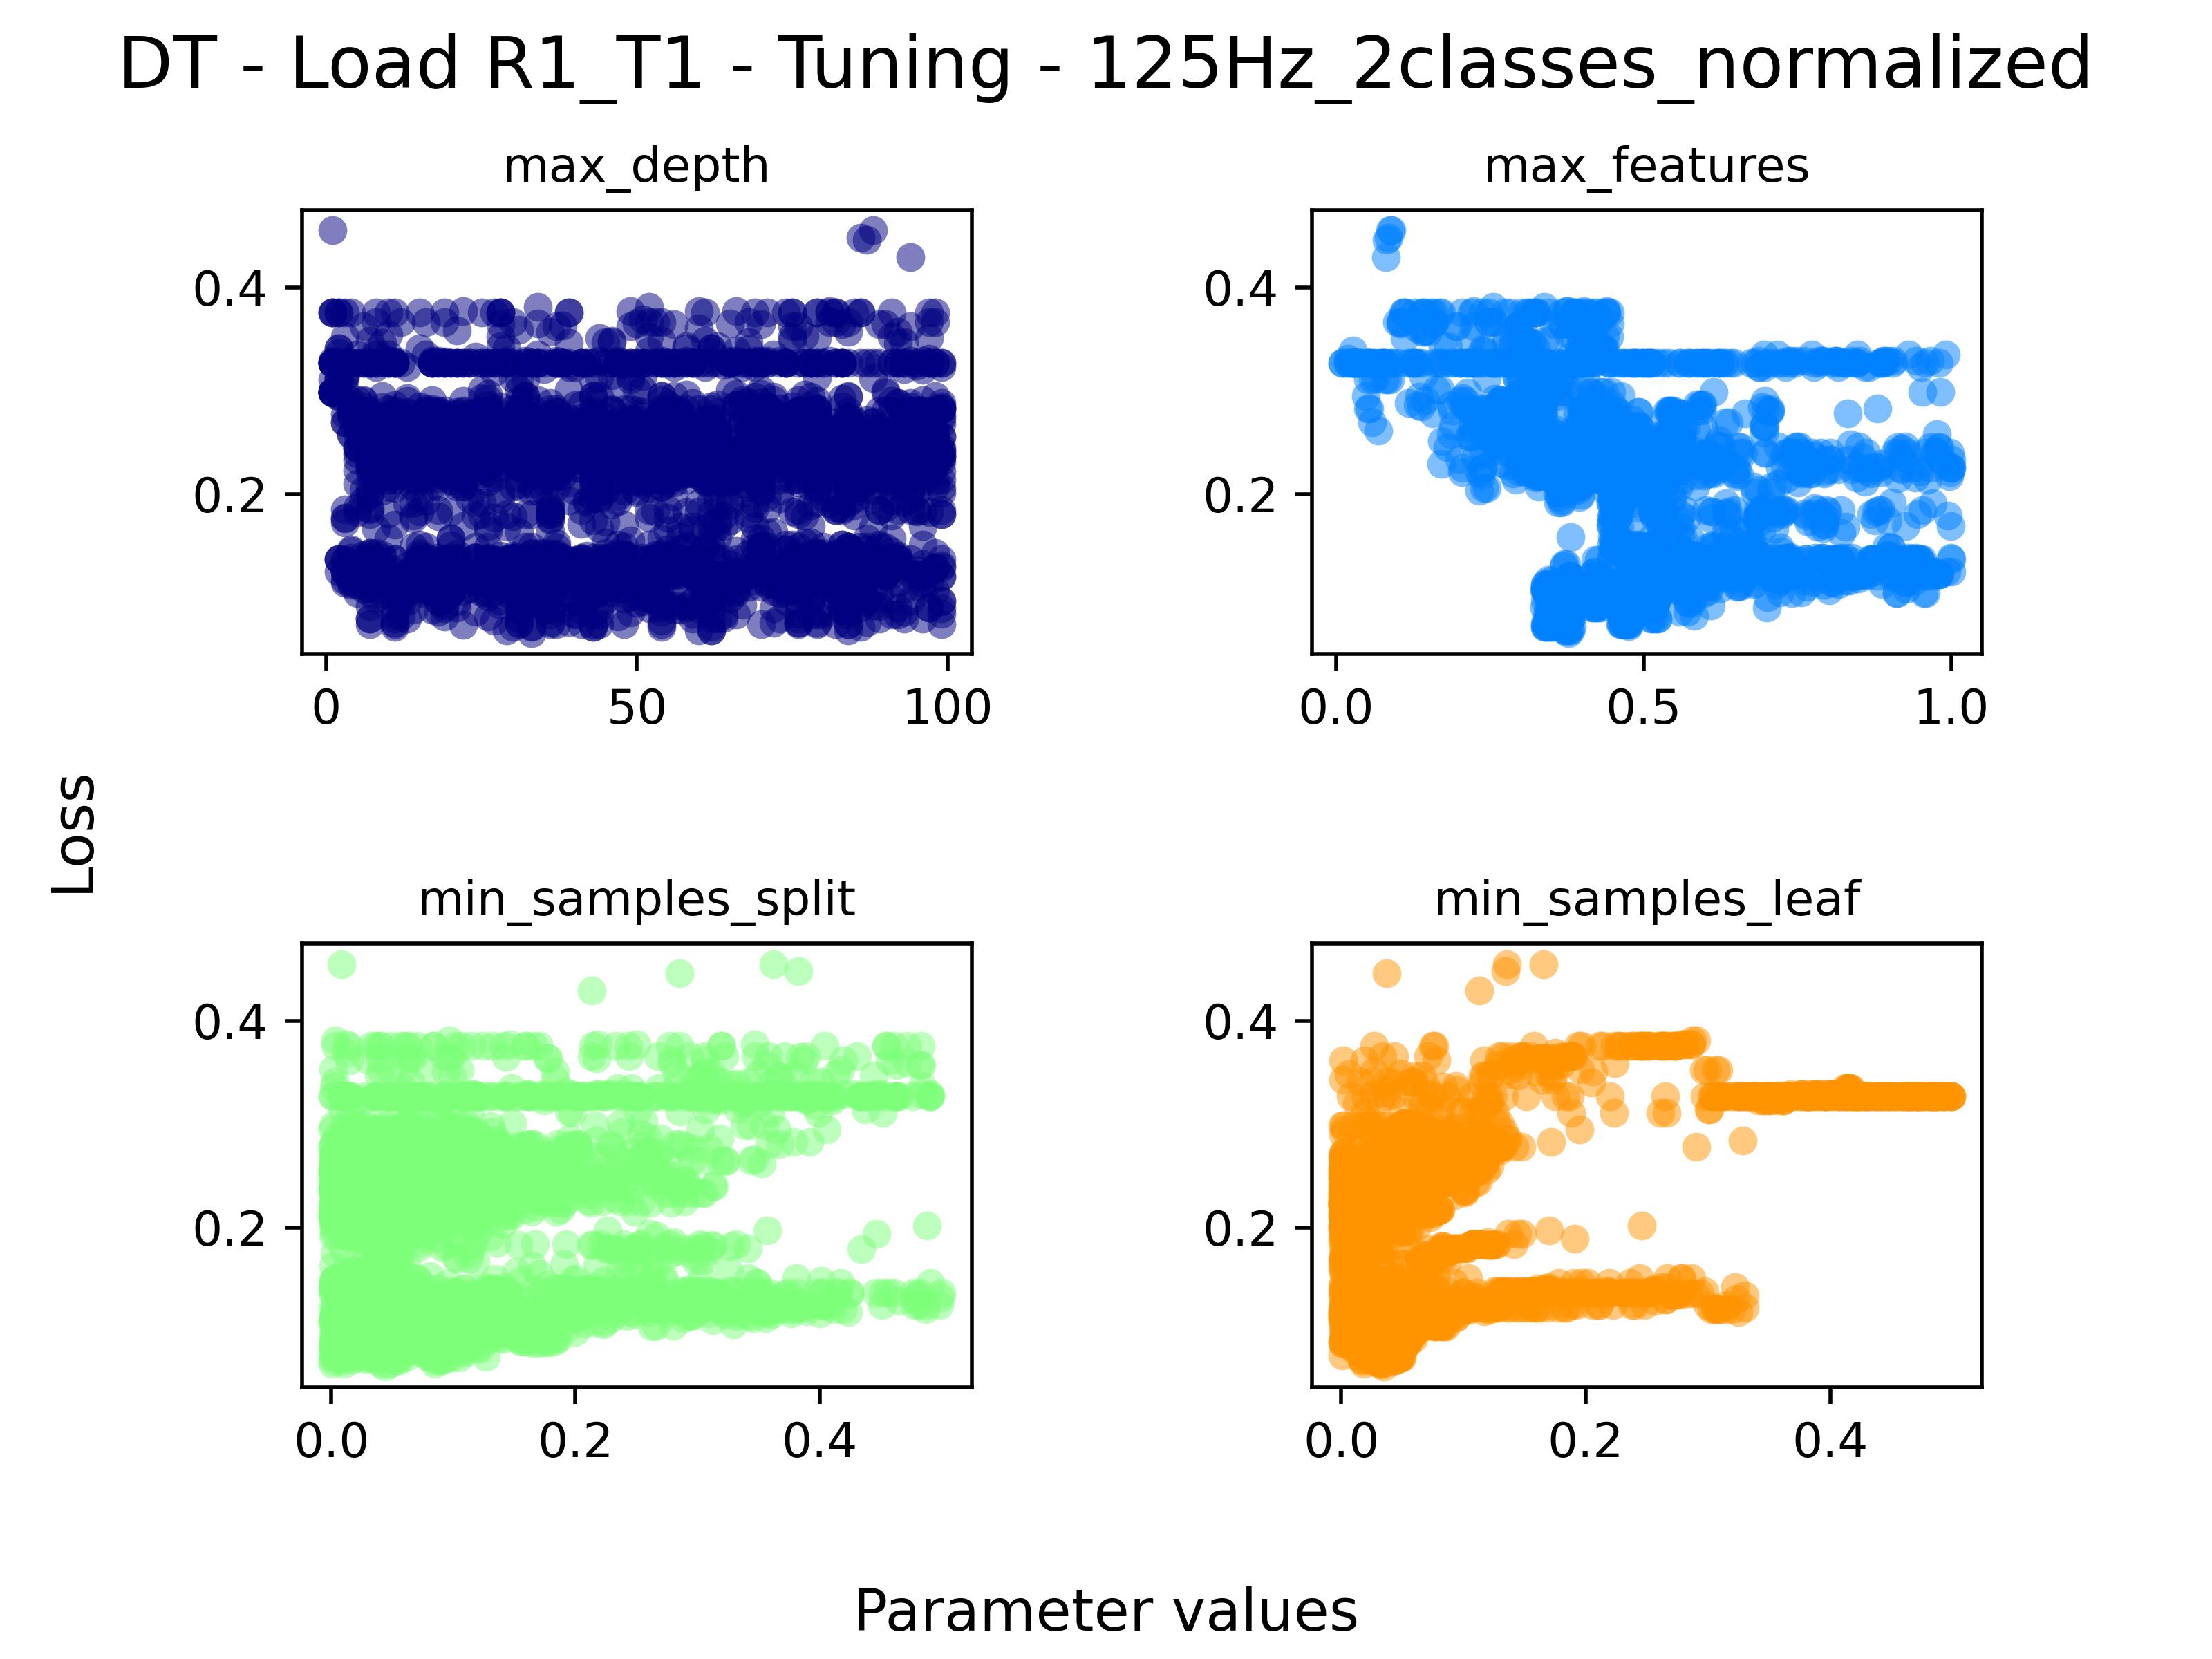 DT - Load R1_T1 - Tuning - 125Hz_2classes_normalized
max_depth
max_features
0.4
0.2
0
50
100
0.4
0.2
0.0
0.5
1.0
Loss
min_samples_split
min_samples_leaf
0.4
0.2
0.0
0.2
0.4
0.4
0.2
0.0
0.2
0.4
Parameter values